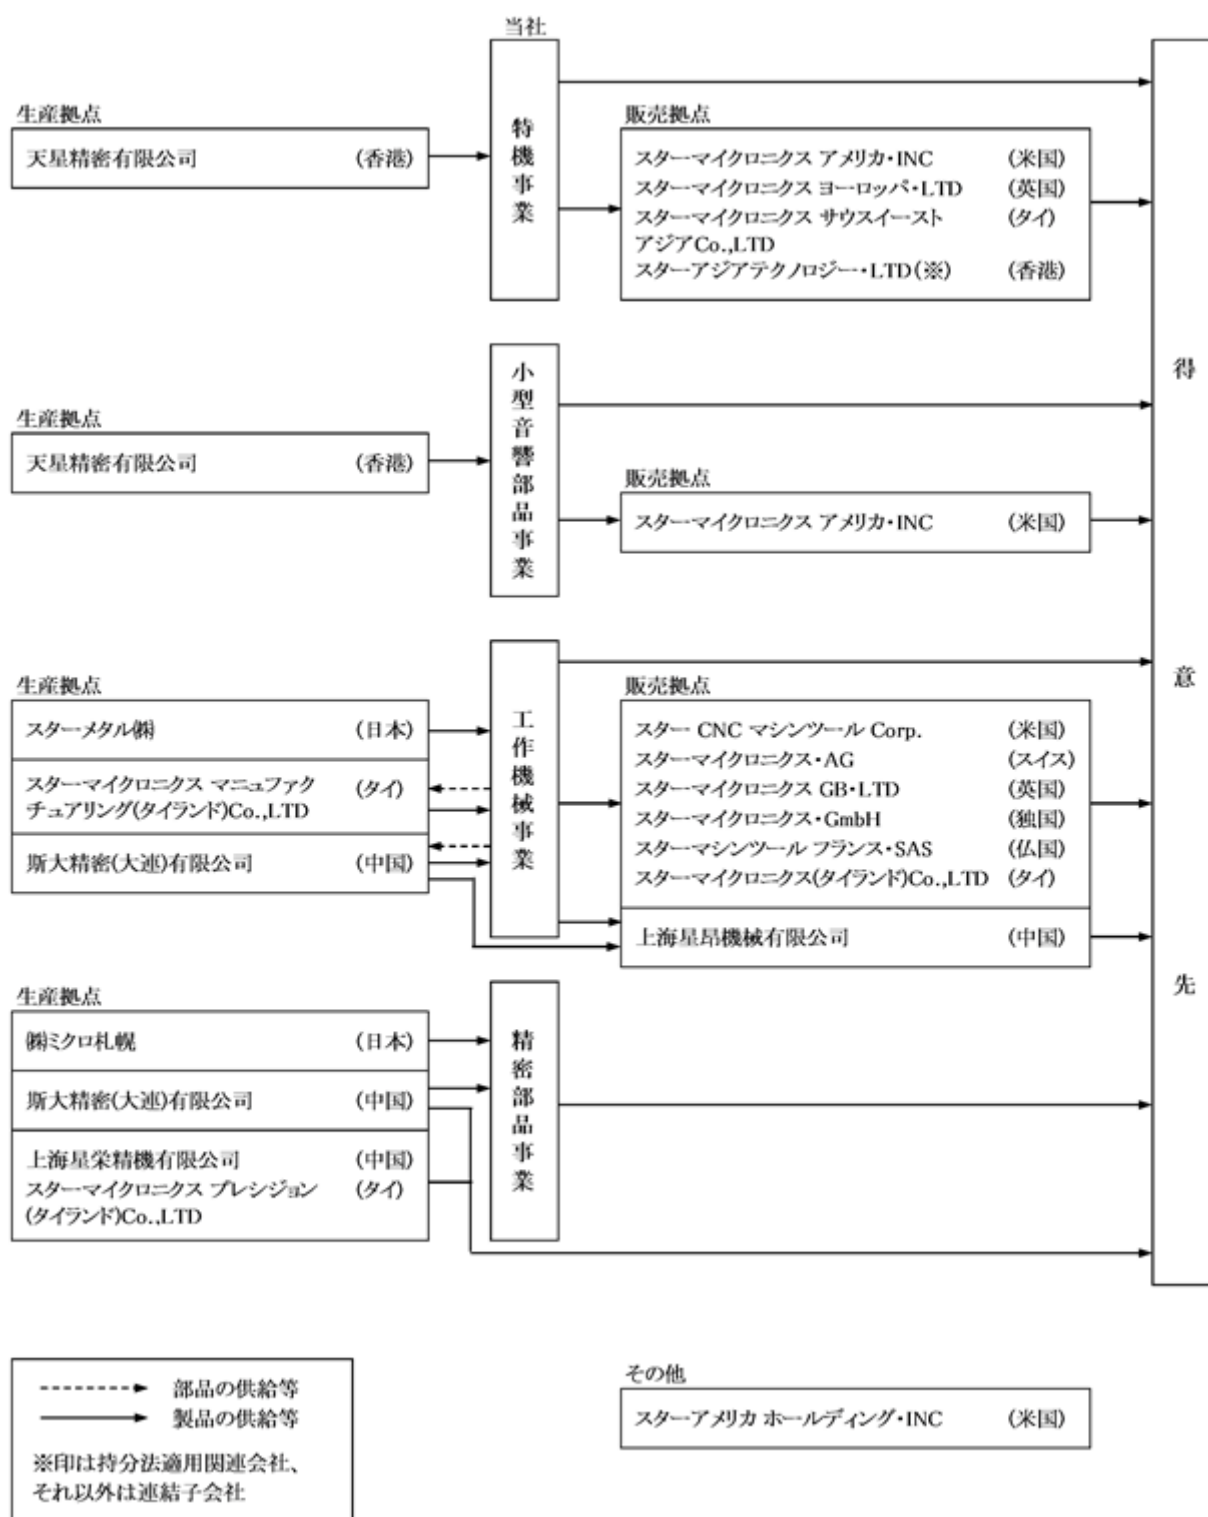 当社
特機事業
生産拠点
天星精密有限公司 (香港)
販売拠点
スターマイクロニクス アメリカ・INC (米国)
スターマイクロニクス ヨーロッパ・LTD (英国)
スターマイクロニクス サウスイースト (タイ)
アジアCo.,LTD
スターアジアテクノロジー・LTD(※) (香港)
小型音響部品事業
生産拠点
天星精密有限公司 (香港)
販売拠点
スターマイクロニクス アメリカ・INC (米国)
工作機械事業
生産拠点
スターメタル㈱ (日本)
スターマイクロニクス マニュファク (タイ)
チュアリング(タイランド)Co.,LTD
斯大精密(大連)有限公司 (中国)
販売拠点
スター CNC マシンツール Corp. (米国)
スターマイクロニクス・AG (スイス)
スターマイクロニクス GB・LTD (英国)
スターマイクロニクス・GmbH (独国)
スターマシンツール フランス・SAS (仏国)
スターマイクロニクス(タイランド)Co.,LTD (タイ)
上海星昂機械有限公司 (中国)
精密部品事業
生産拠点
㈱ミクロ札幌 (日本)
斯大精密(大連)有限公司 (中国)
上海星栄精機有限公司 (中国)
スターマイクロニクス プレシジョン (タイ)
(タイランド)Co.,LTD
得意先
部品の供給等
製品の供給等
※印は持分法適用関連会社、
それ以外は連結子会社
その他
スターアメリカ ホールディング・INC (米国)